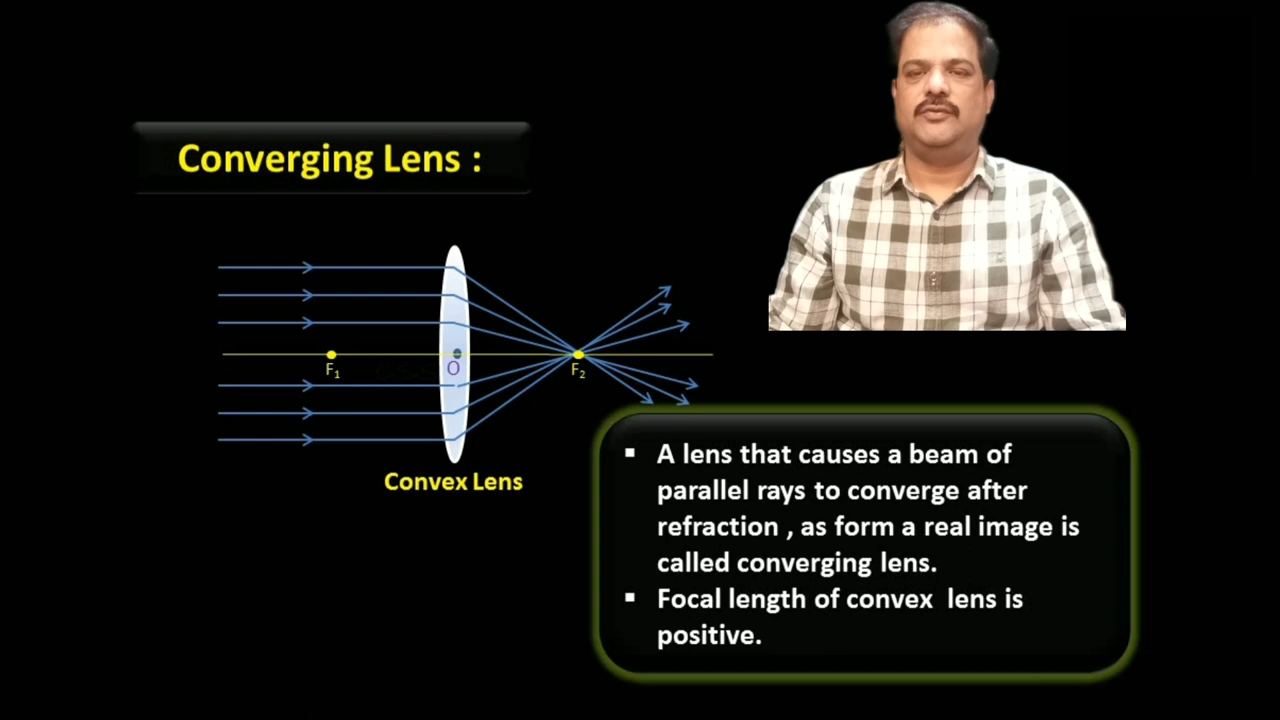 Converging Lens :
F₁
O
F₂
Convex Lens
▪ A lens that causes a beam of
parallel rays to converge after
refraction , as form a real image is
called converging lens.
▪ Focal length of convex lens is
positive.